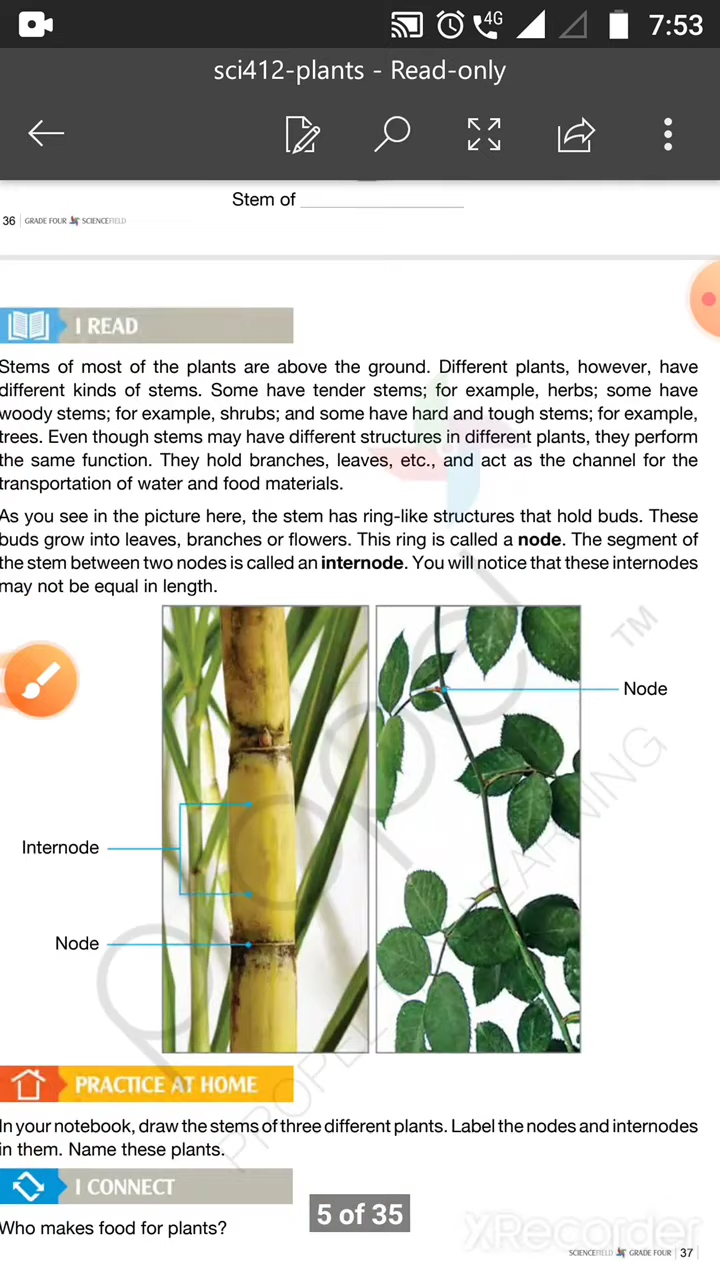 4G
7:53
sci412-plants - Read-only
Stem of
36 | GRADE FOUR SCIENCEFIELD
I READ
Stems of most of the plants are above the ground. Different plants, however, have
different kinds of stems. Some have tender stems; for example, herbs; some have
woody stems; for example, shrubs; and some have hard and tough stems; for example,
trees. Even though stems may have different structures in different plants, they perform
the same function. They hold branches, leaves, etc., and act as the channel for the
transportation of water and food materials.
As you see in the picture here, the stem has ring-like structures that hold buds. These
buds grow into leaves, branches or flowers. This ring is called a node. The segment of
the stem between two nodes is called an internode. You will notice that these internodes
may not be equal in length.
TM
Node
Internode
Node
PRACTICE AT HOME
In your notebook, draw the stems of three different plants. Label the nodes and internodes
in them. Name these plants.
I CONNECT
5 of 35
Who makes food for plants?
XRecorder
SCIENCEFIELD GRADE FOUR | 37